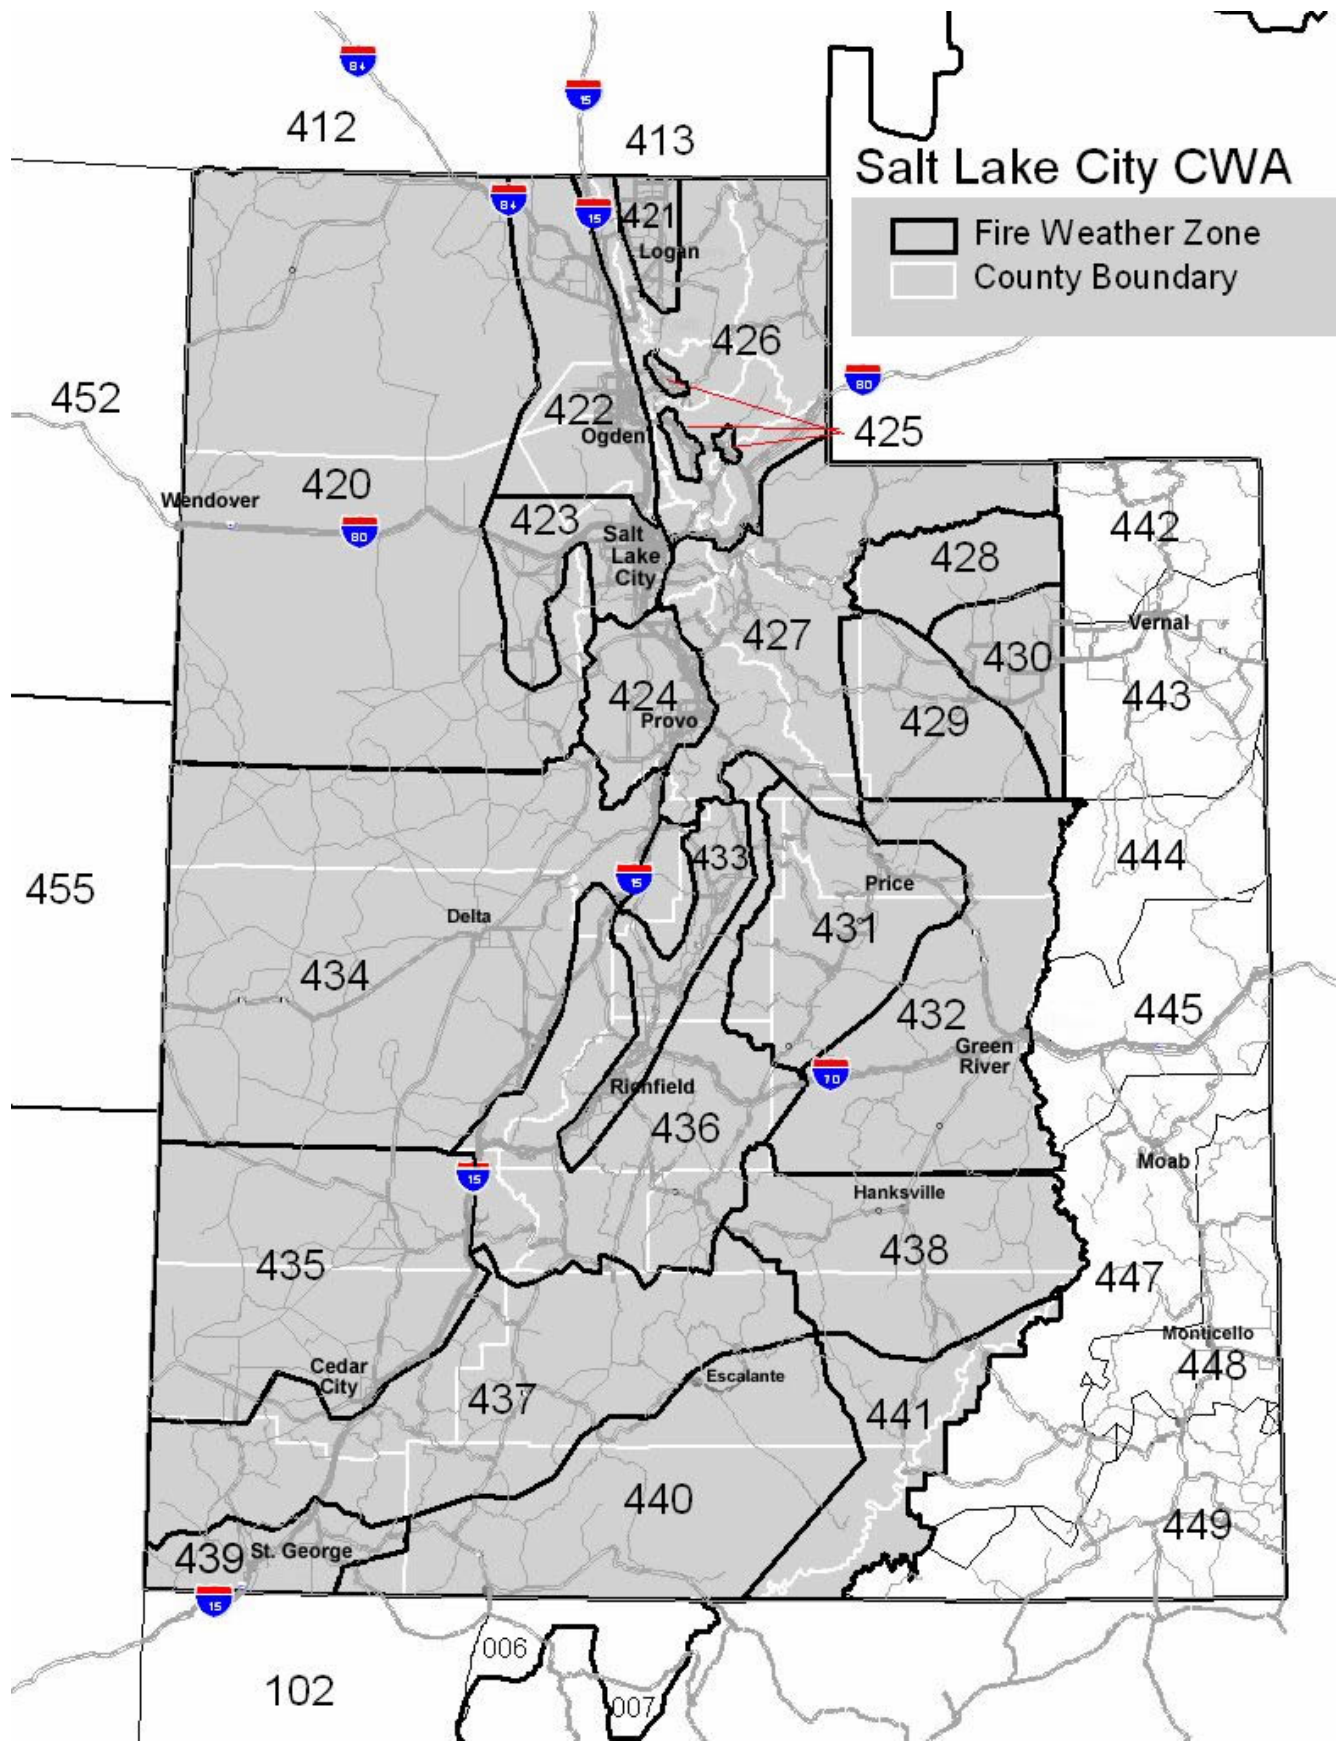 84
15
412
413
Salt Lake City CWA
Fire Weather Zone
County Boundary
84
15
421
Logan
426
80
452
422
Ogden
425
420
Wendover
80
423
Salt
Lake
City
442
428
Vernal
427
430
443
424
Provo
429
433
444
455
15
Price
Delta
431
434
432
445
Green
River
70
Richfield
436
Moab
15
Hanksville
438
435
447
Monticello
448
Cedar
City
Escalante
437
441
440
449
439
St. George
15
006
102
007